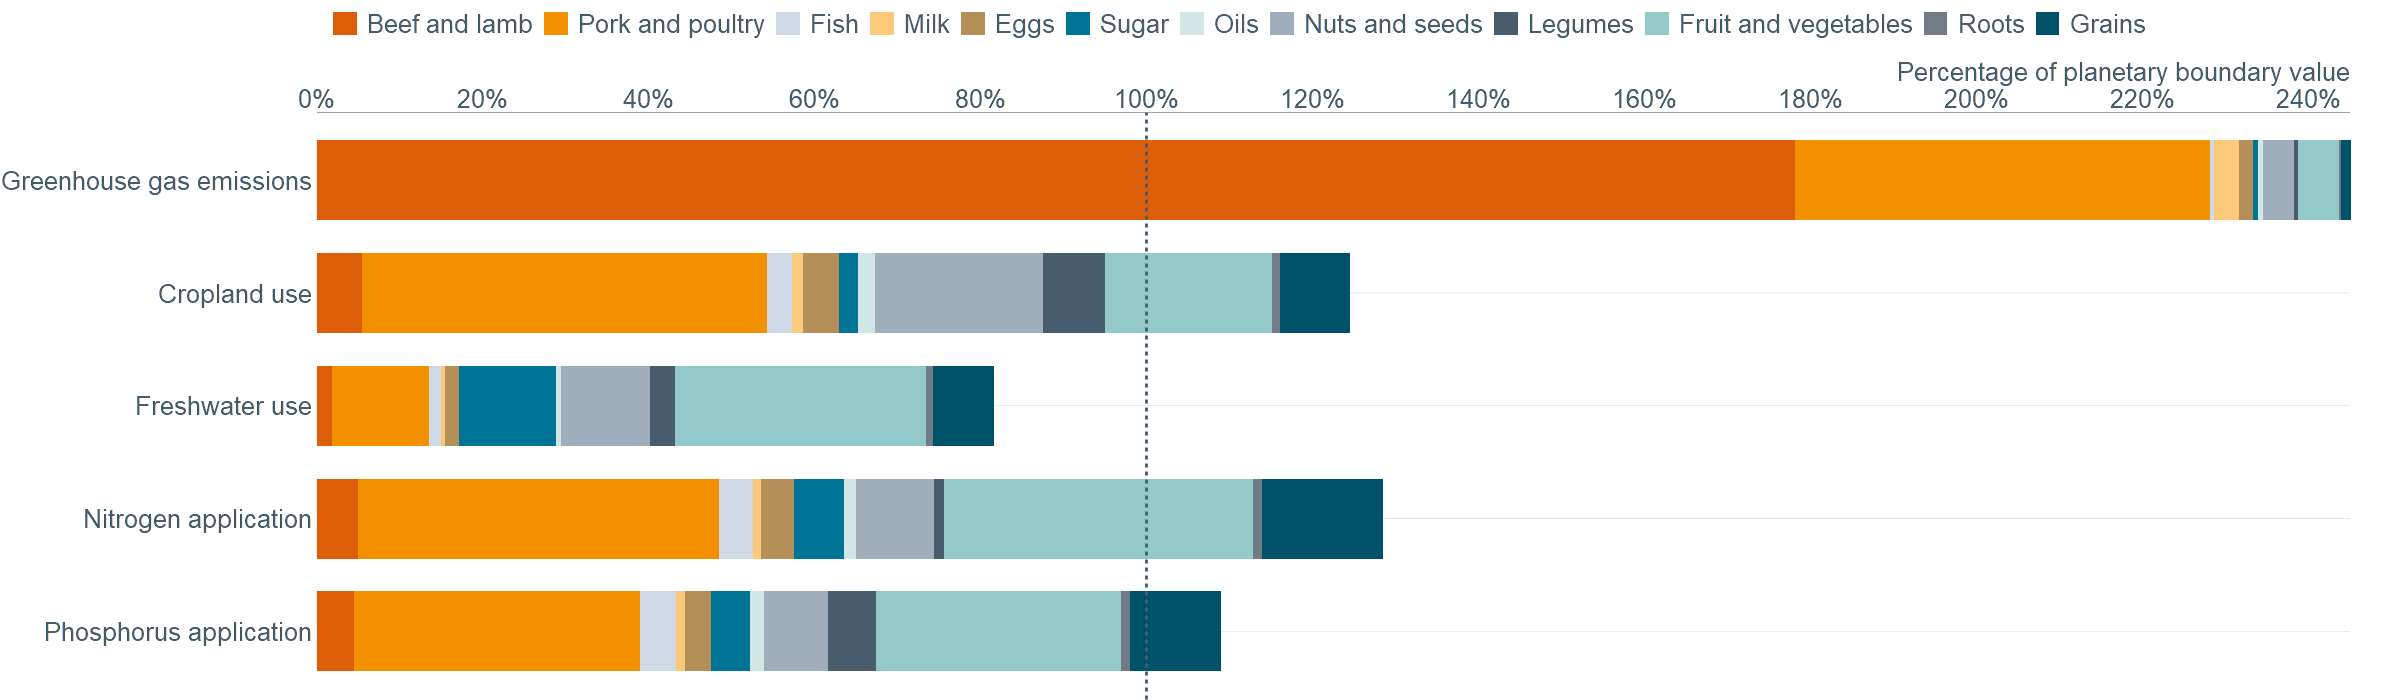 Beef and lamb Pork and poultry Fish Milk Eggs Sugar Oils Nuts and seeds Legumes Fruit and vegetables Roots Grains
Percentage of planetary boundary value
0% 20% 40% 60% 80% 100% 120% 140% 160% 180% 200% 220% 240%
Greenhouse gas emissions
Cropland use
Freshwater use
Nitrogen application
Phosphorus application